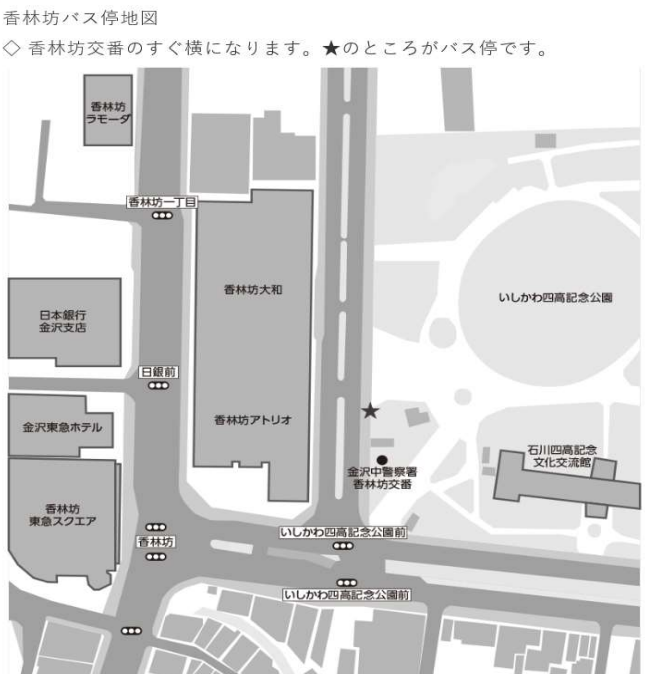 香林坊バス停地図
◇ 香林坊交番のすぐ横になります。★のところがバス停です。
香林坊
ラモーダ
香林坊一丁目
香林坊大和
いしかわ四高記念公園
日本銀行
金沢支店
日銀前
香林坊アトリオ
金沢東急ホテル
石川四高記念
文化交流館
金沢中警察署
香林坊交番
香林坊
東急スクエア
香林坊
いしかわ四高記念公園前
いしかわ四高記念公園前